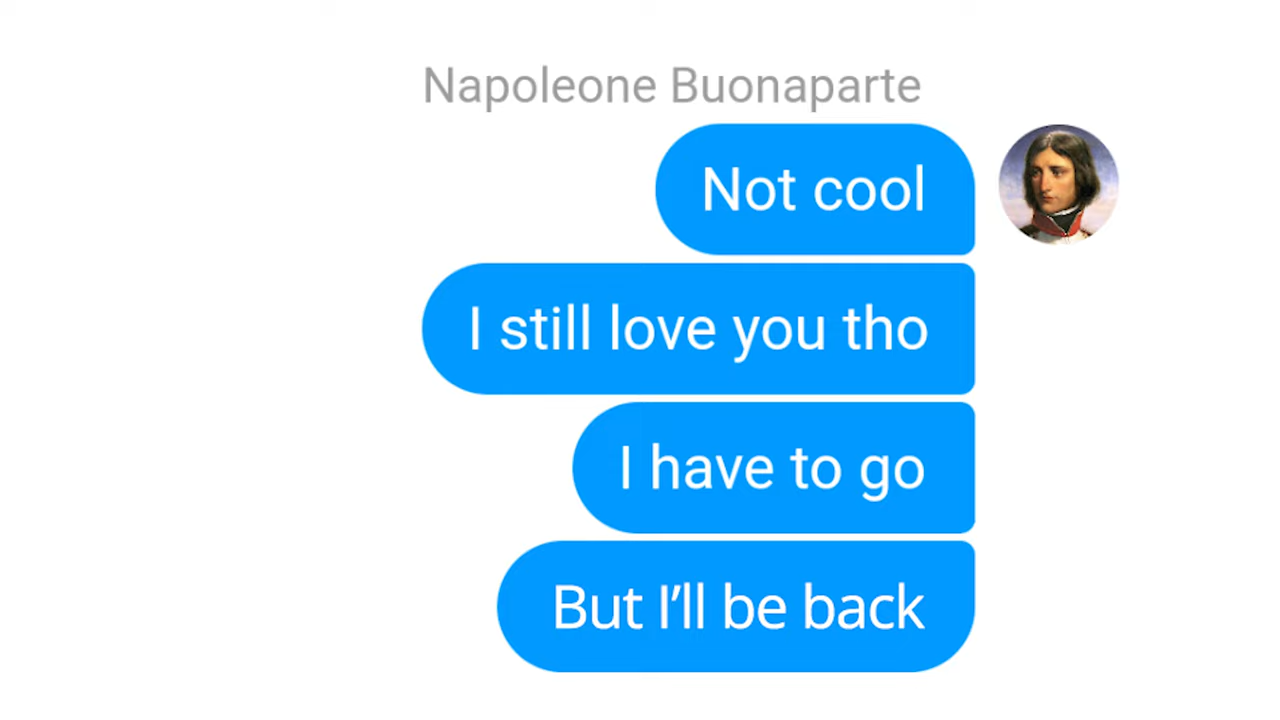 Napoleone Buonaparte
Not cool
I still love you tho
I have to go
But I’ll be back